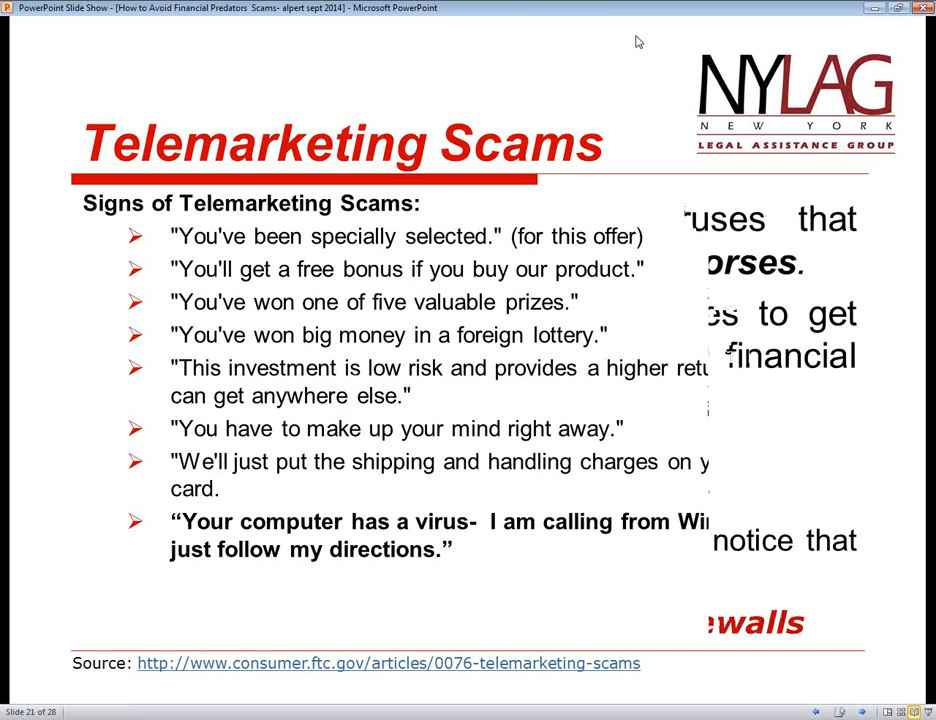 PowerPoint Slide Show - [How to Avoid Financial Predators Scams- alpert sept 2014] - Microsoft PowerPoint
NYLAG
NEW YORK
LEGAL ASSISTANCE GROUP
Telemarketing Scams
Signs of Telemarketing Scams:
"You've been specially selected." (for this offer)
"You'll get a free bonus if you buy our product."
"You've won one of five valuable prizes."
"You've won big money in a foreign lottery."
"This investment is low risk and provides a higher
can get anywhere else."
"You have to make up your mind right away."
"We'll just put the shipping and handling charges on
card.
“Your computer has a virus- I am calling from
just follow my directions.”
that
to get
financial
notice that
Source: http://www.consumer.ftc.gov/articles/0076-telemarketing-scams
Slide 21 of 28